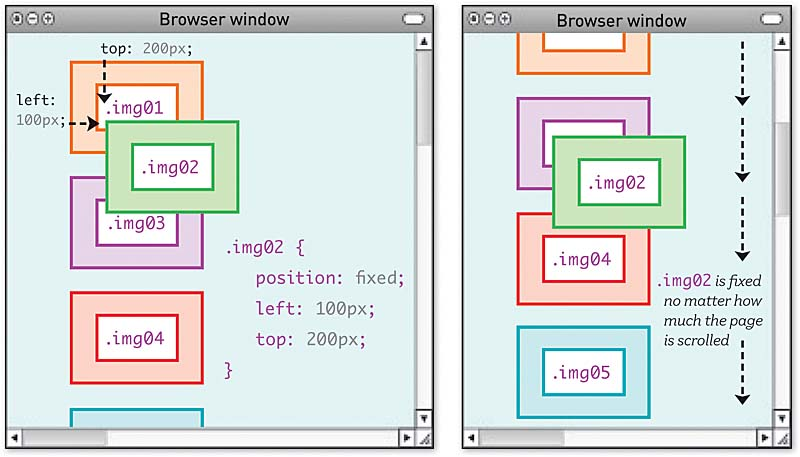 Browser window
top: 200px;
left:
100px;
.img01
.img02
.img03
.img04
.img02 {
position: fixed;
left: 100px;
top: 200px;
}
Browser window
.img02
.img04
.img02 is fixed
no matter how
much the page
is scrolled
.img05